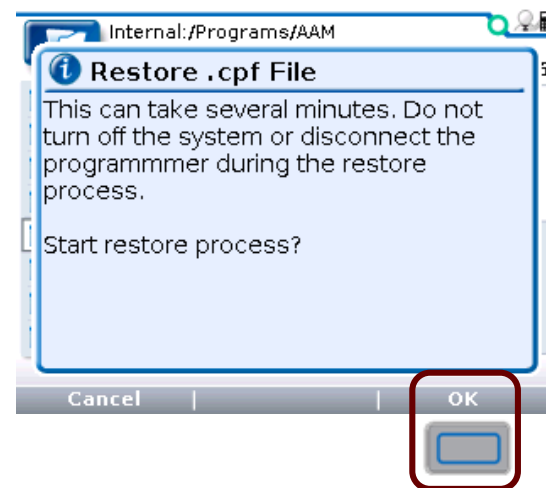 Internal:/Programs/AAM
Restore .cpf File
This can take several minutes. Do not
turn off the system or disconnect the
programmmer during the restore
process.
Start restore process?
Cancel | | OK